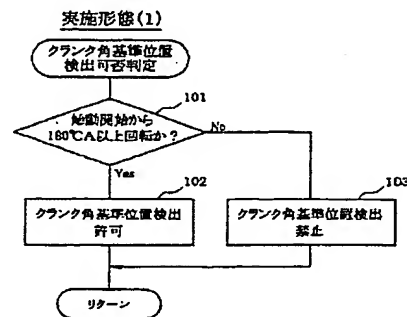 実施形態(1)
クランク角基準位置
検出可否判定
101
始動開始から
180℃A以上回転か？
No
Yes
102
クランク角基準位置検出
許可
103
クランク角基準位置検出
禁止
リターン